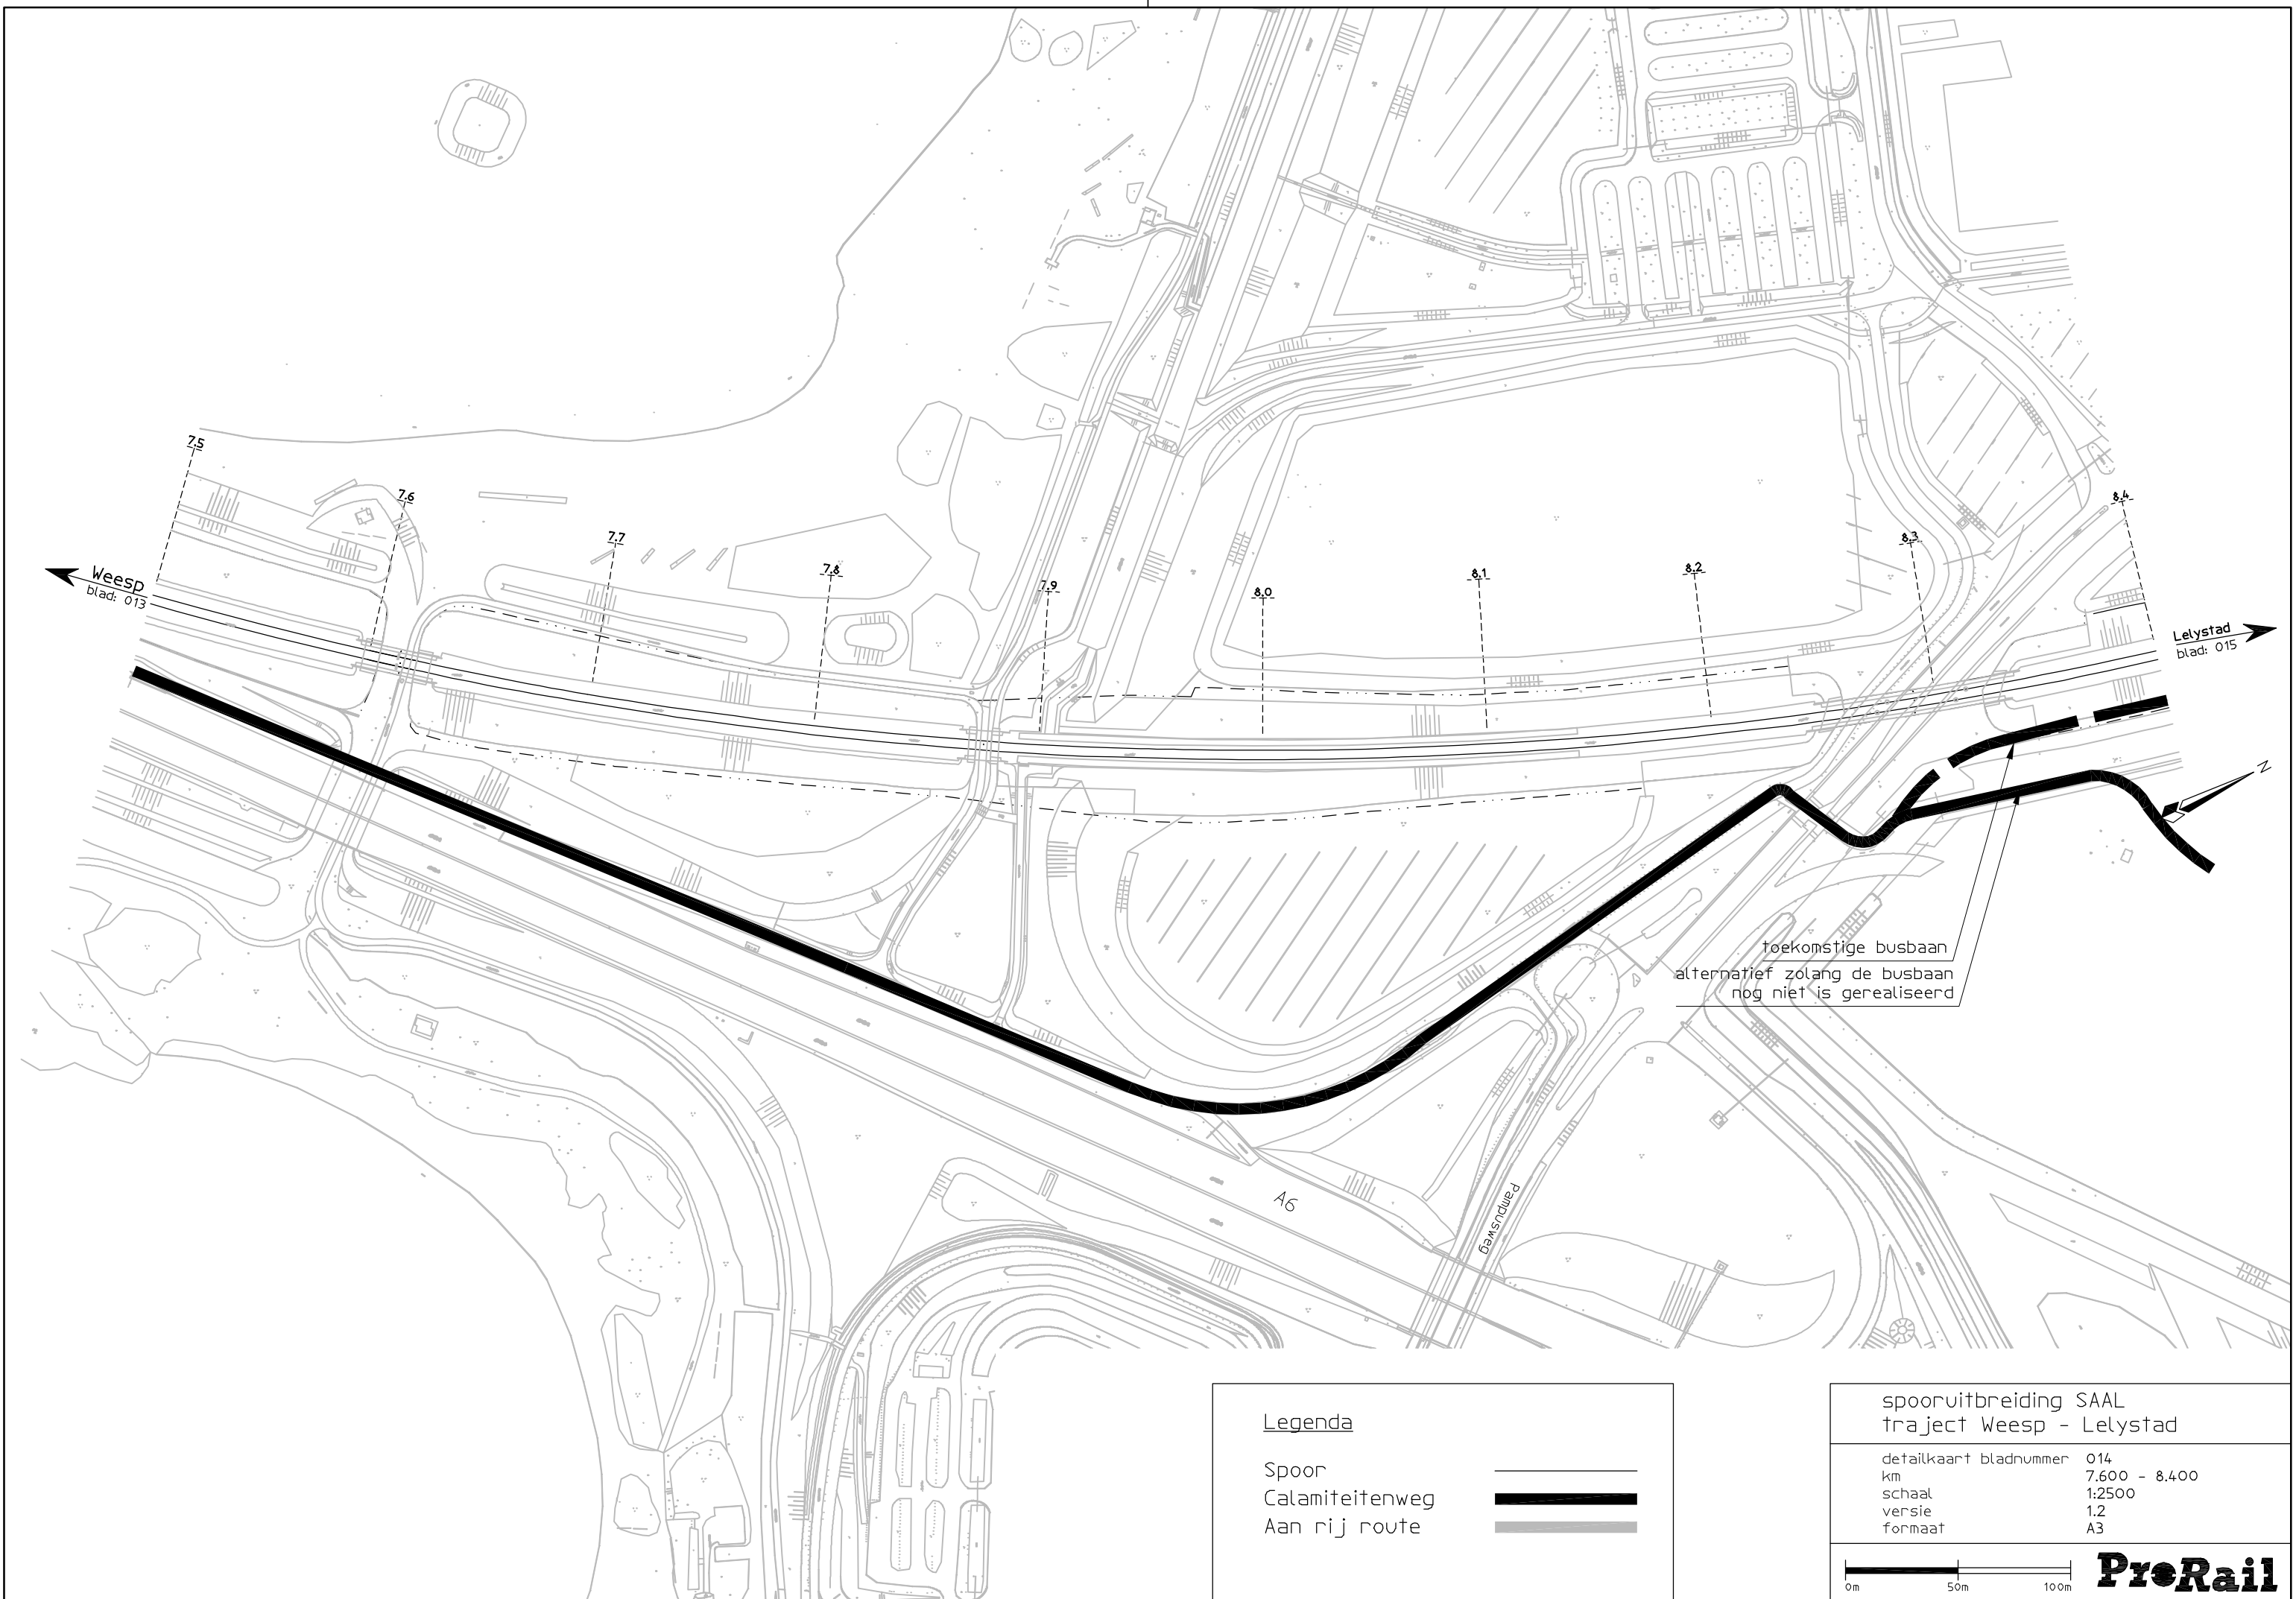 7.5
7.6
7.7
7.8
7.9
8.0
8.1
8.2
8.3
8.4
Weesp
blad: 013
Lelystad
blad: 015
N
toekomstige busbaan
alternatief zolang de busbaan
nog niet is gerealiseerd
A6
Pampusweg
Legenda
Spoor
Calamiteitenweg
Aan rij route
spooruitbreiding SAAL
traject Weesp - Lelystad
detailkaart bladnummer 014
km 7.600 - 8.400
schaal 1:2500
versie 1.2
formaat A3
0m 50m 100m
ProRail